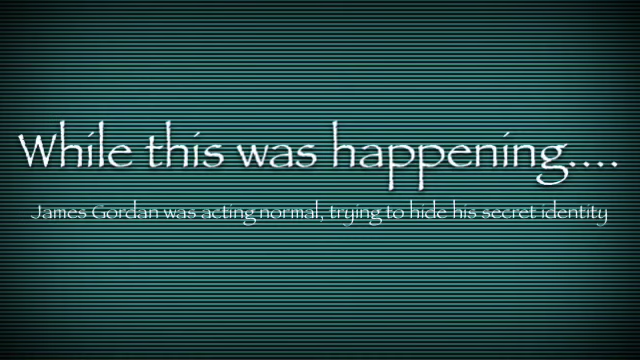 While this was happening....
James Gordan was acting normal, trying to hide his secret identity